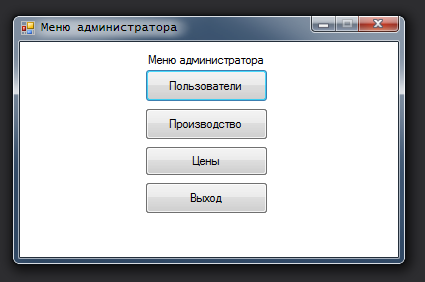 Меню администратора
Меню администратора
Пользователи
Производство
Цены
Выход